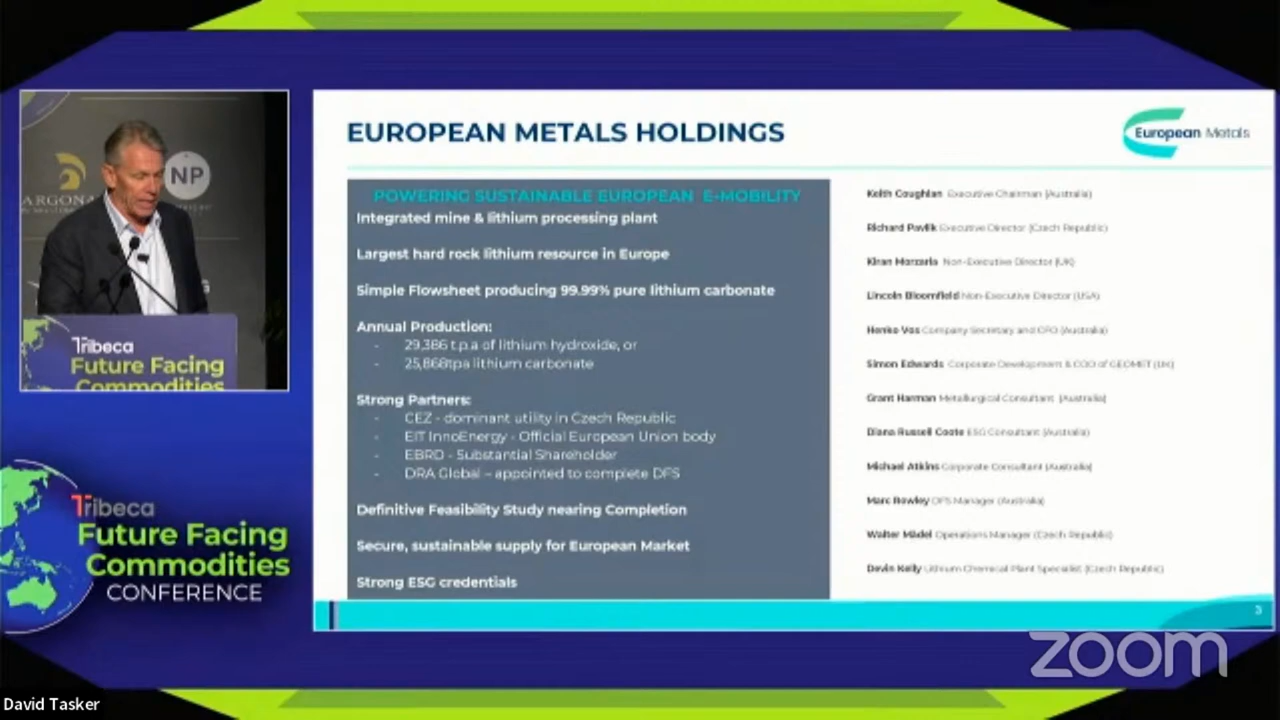 EUROPEAN METALS HOLDINGS
European Metals
POWERING SUSTAINABLE EUROPEAN E-MOBILITY
Integrated mine & lithium processing plant
Largest hard rock lithium resource in Europe
Simple Flowsheet producing 99.99% pure lithium carbonate
Annual Production:
- 29,386 t.p.a of lithium hydroxide, or
- 25,868tpa lithium carbonate
Strong Partners:
- CEZ - dominant utility in Czech Republic
- EIT InnoEnergy - Official European Union body
- EBRD - Substantial Shareholder
- DRA Global – appointed to complete DFS
Definitive Feasibility Study nearing Completion
Secure, sustainable supply for European Market
Strong ESG credentials
Keith Coughlan Executive Chairman (Australia)
Richard Pavlik Executive Director (Czech Republic)
Kiran Morzaria Non-Executive Director (UK)
Lincoln Bloomfield Non-Executive Director (USA)
Henko Vos Company Secretary and CFO (Australia)
Simon Edwards Corporate Development & COO of GEOMET (UK)
Grant Harman Metallurgical Consultant (Australia)
Diana Russell Coote ESG Consultant (Australia)
Michael Atkins Corporate Consultant (Australia)
Marc Rowley DFS Manager (Australia)
Walter Mädel Operations Manager (Czech Republic)
Devin Kelly Lithium Chemical Plant Specialist (Czech Republic)
3
ARGONA
NP
Tribeca
Future Facing
Commodities
Tribeca
Future Facing
Commodities
CONFERENCE
zoom
David Tasker